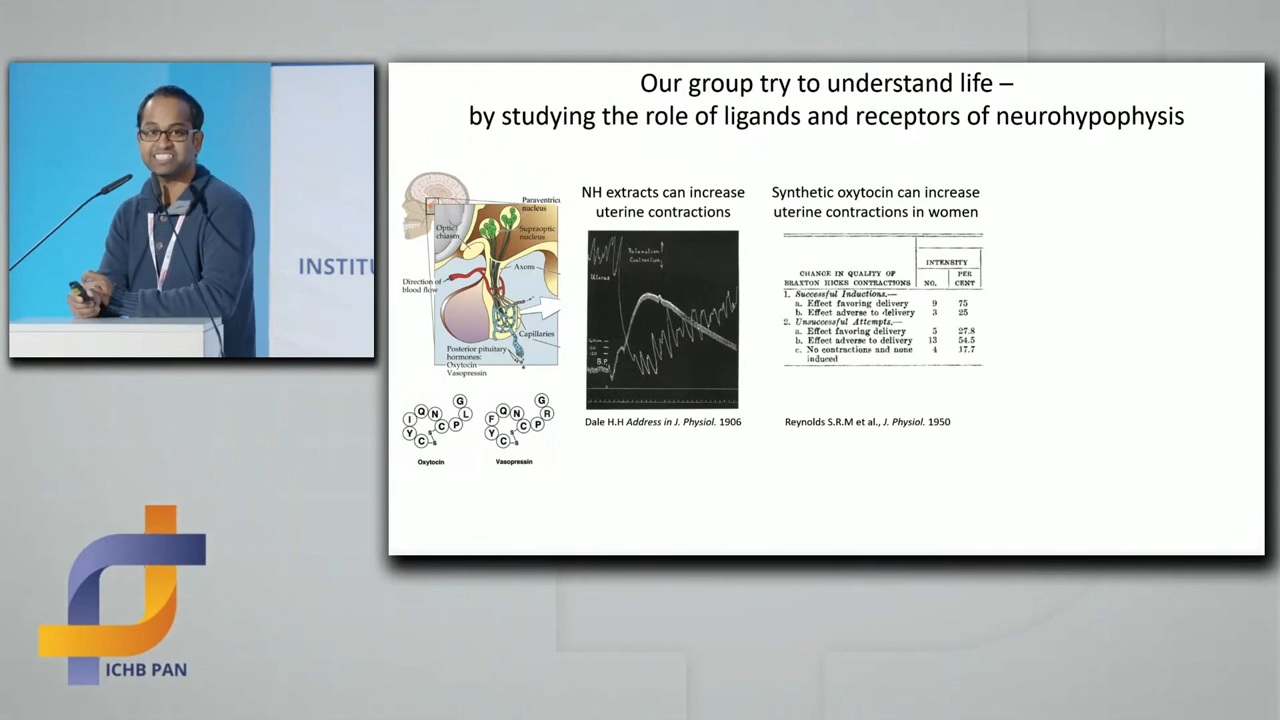 Our group try to understand life –
by studying the role of ligands and receptors of neurohypophysis
INSTITU
Paraventric
nucleus
Optic
chiasm
Supraoptic
nucleus
Axons
Direction of
blood flow
Capillaries
Posterior pituitary
hormones:
Oxytocin
Vasopressin
I Q N G L P C Y C S S
Oxytocin
F Q N G R P C Y C S S
Vasopressin
NH extracts can increase
uterine contractions
Relaxation
Contraction
Uterus
B.P
Dale H.H Address in J. Physiol. 1906
Synthetic oxytocin can increase
uterine contractions in women
CHANGE IN QUALITY OF
BRAXTON HICKS CONTRACTIONS
INTENSITY
NO.
PER
CENT
1. Successful Inductions.—
a. Effect favoring delivery 9 75
b. Effect adverse to delivery 3 25
2. Unsuccessful Attempts.—
a. Effect favoring delivery 5 27.8
b. Effect adverse to delivery 13 54.5
c. No contractions and none 4 17.7
induced
Reynolds S.R.M et al., J. Physiol. 1950
ICHB PAN